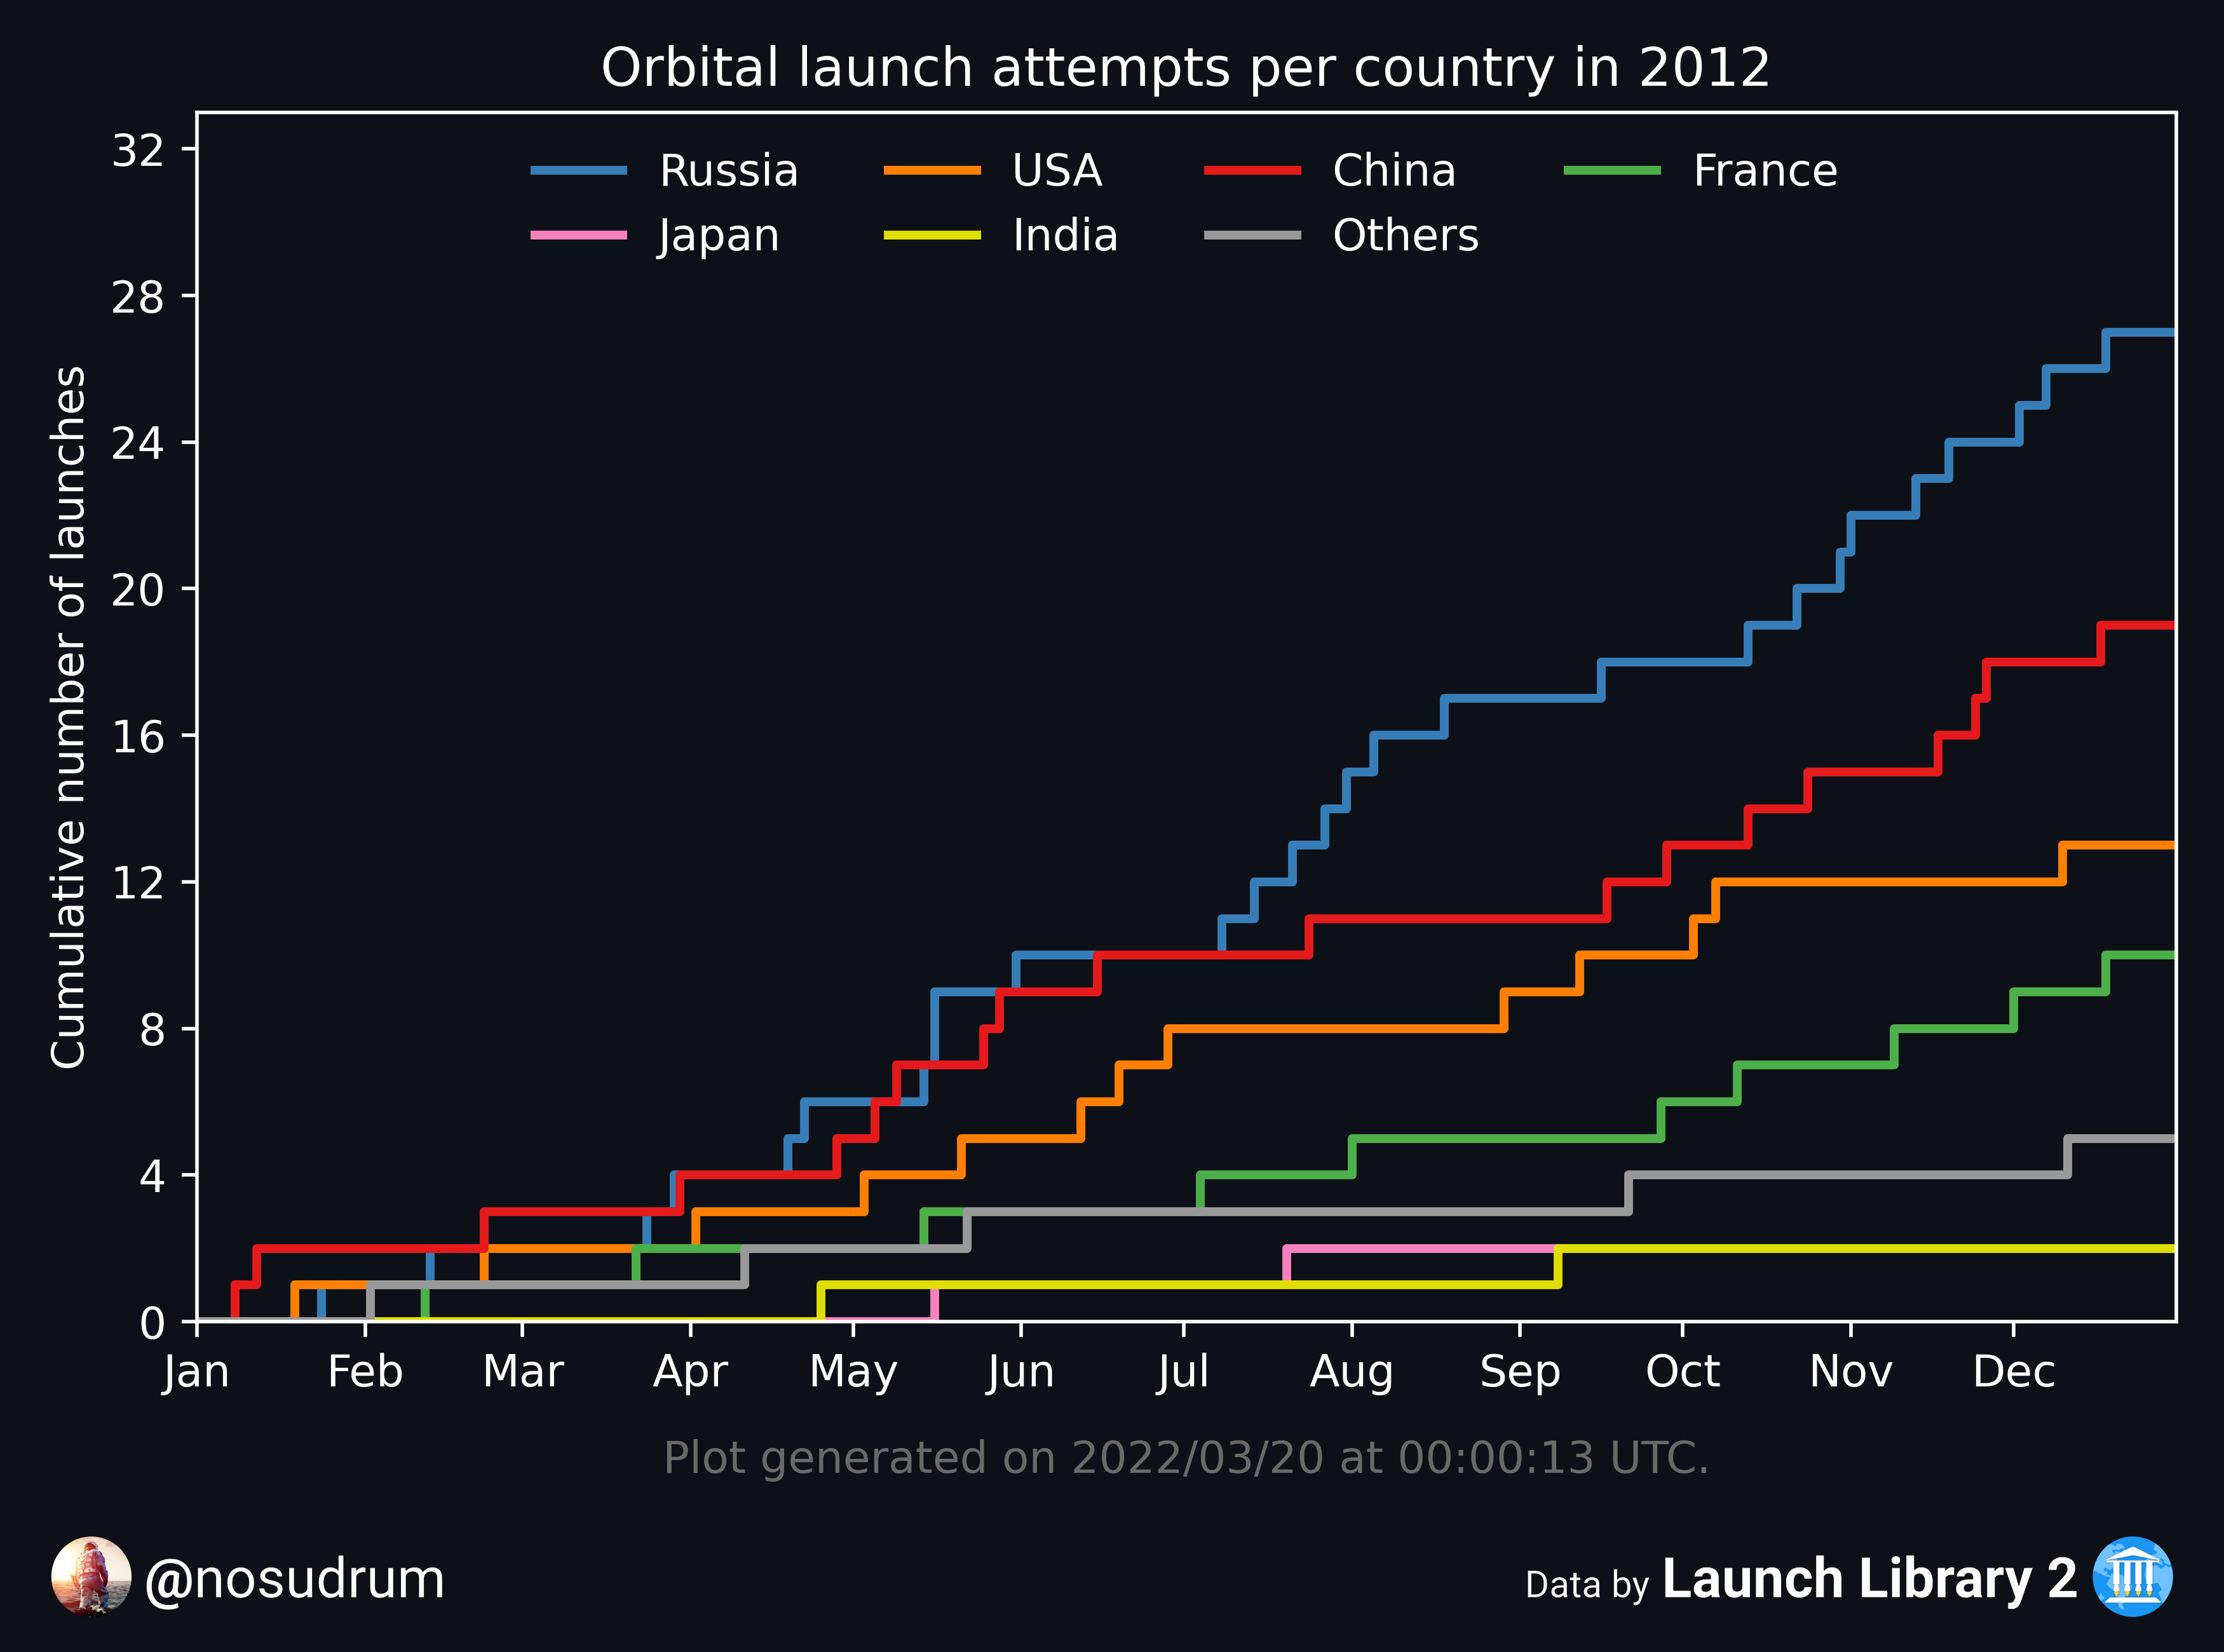 Orbital launch attempts per country in 2012
Russia USA China France
Japan India Others
Cumulative number of launches
32
28
24
20
16
12
8
4
0
Jan Feb Mar Apr May Jun Jul Aug Sep Oct Nov Dec
Plot generated on 2022/03/20 at 00:00:13 UTC.
@nosudrum
Data by Launch Library 2